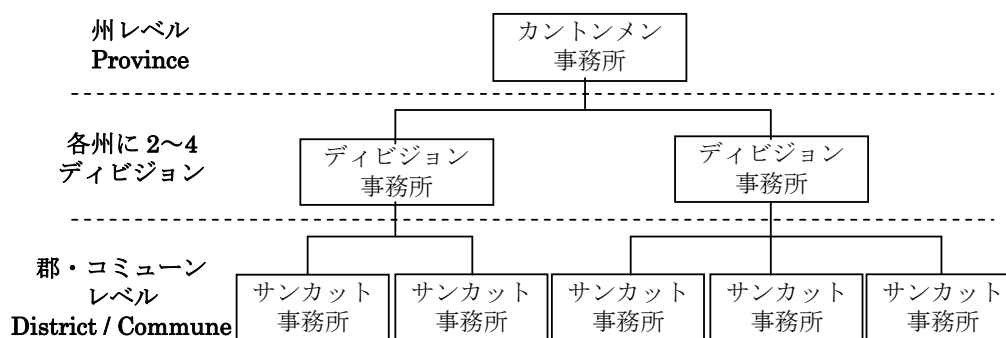 州レベル
Province
カントンメン
事務所
各州に 2～4
ディビジョン
ディビジョン
事務所
ディビジョン
事務所
郡・コミューン
レベル
District / Commune
サンカット
事務所
サンカット
事務所
サンカット
事務所
サンカット
事務所
サンカット
事務所